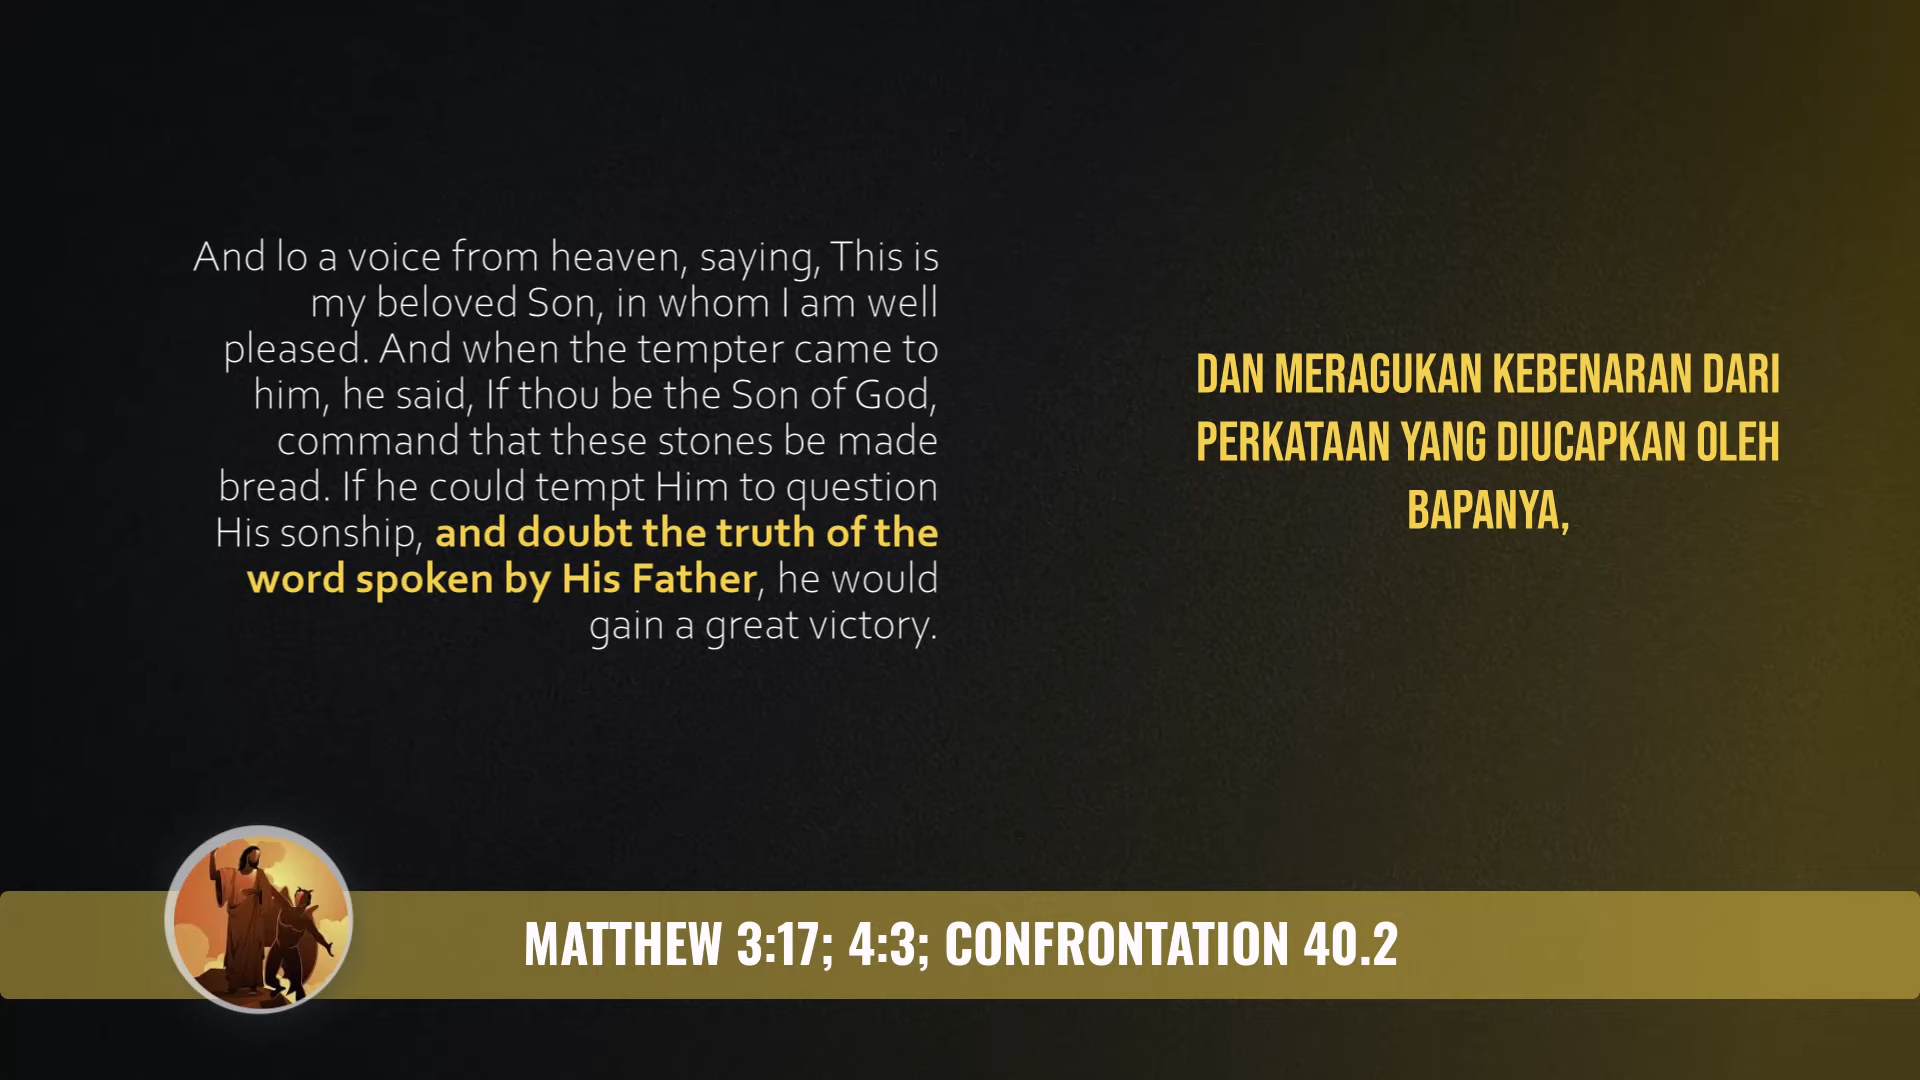 And lo a voice from heaven, saying, This is
my beloved Son, in whom I am well
pleased. And when the tempter came to
him, he said, If thou be the Son of God,
command that these stones be made
bread. If he could tempt Him to question
His sonship, and doubt the truth of the
word spoken by His Father, he would
gain a great victory.
DAN MERAGUKAN KEBENARAN DARI
PERKATAAN YANG DIUCAPKAN OLEH
BAPANYA,
MATTHEW 3:17; 4:3; CONFRONTATION 40.2